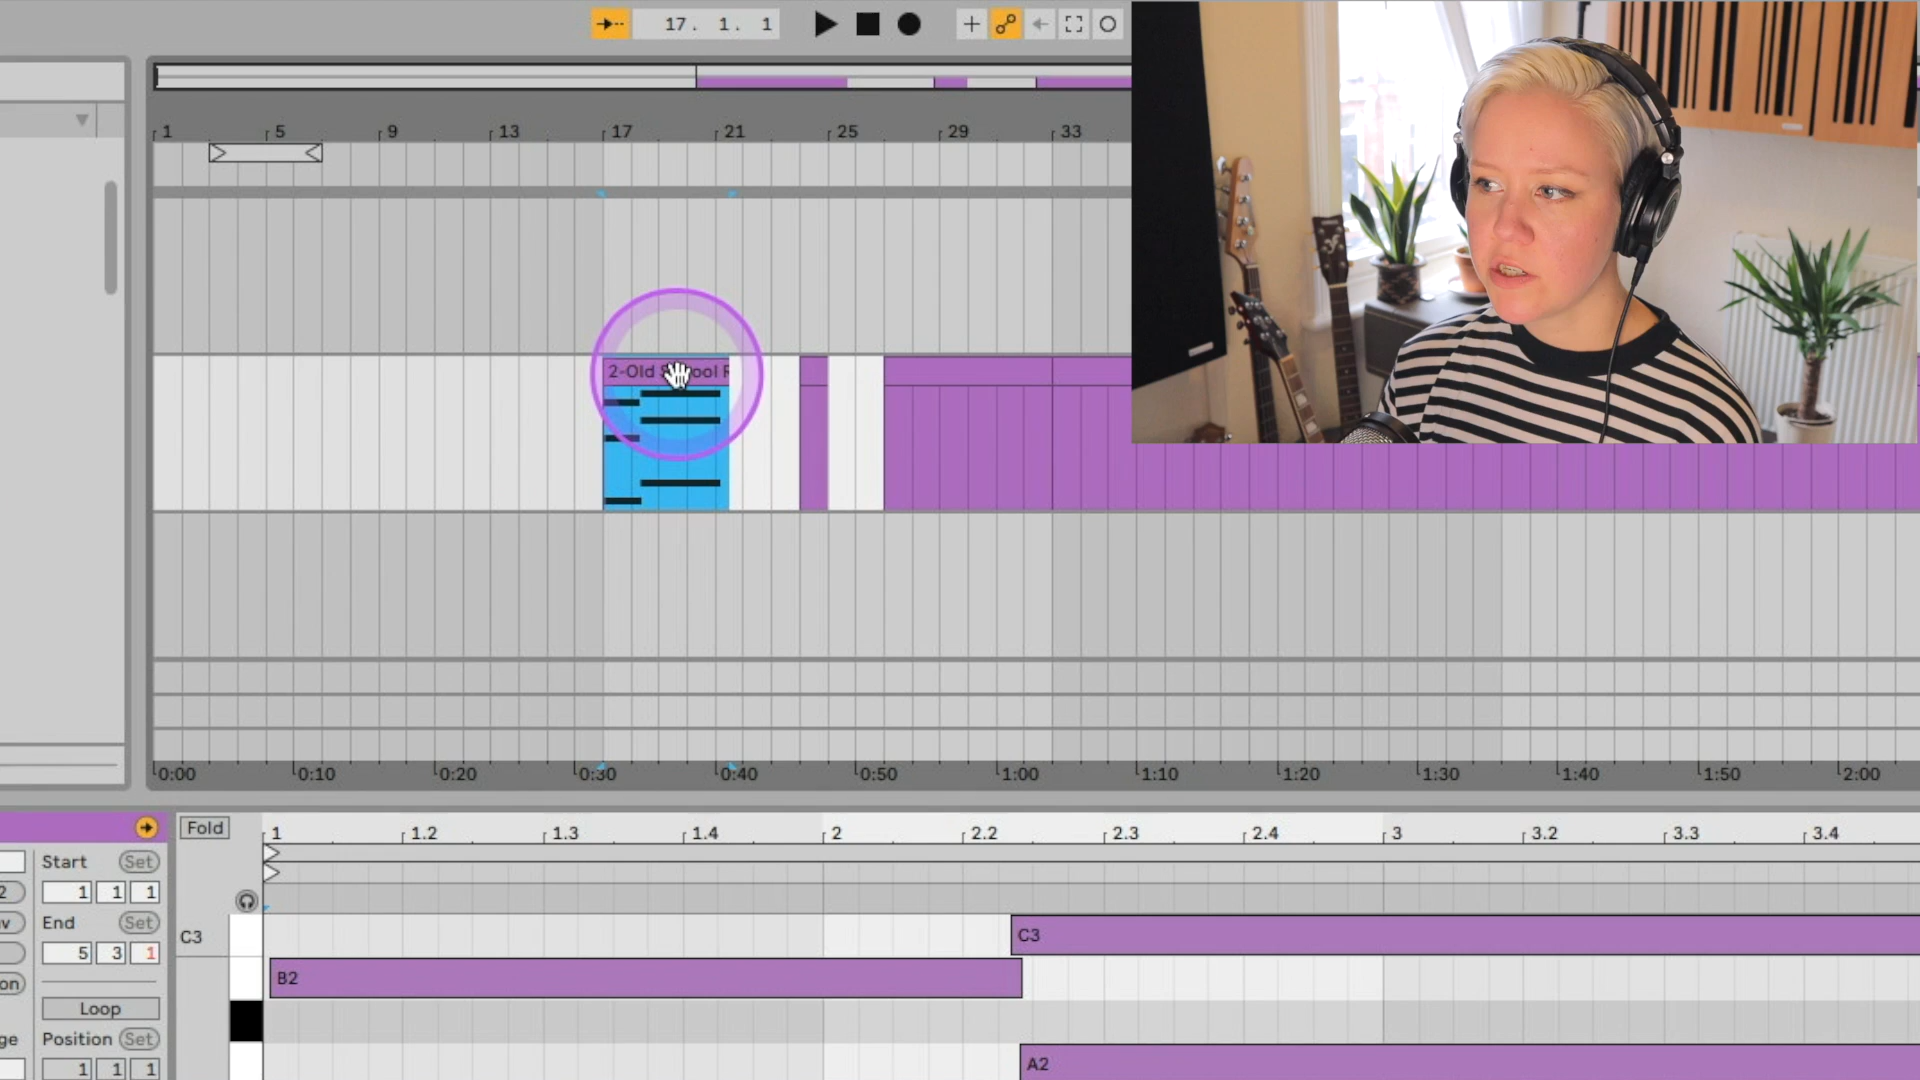 17. 1. 1
1 5 9 13 17 21 25 29 33
2-Old
0:00 0:10 0:20 0:30 0:40 0:50 1:00 1:10 1:20 1:30 1:40 1:50 2:00
Fold
1 1.2 1.3 1.4 2 2.2 2.3 2.4 3 3.2 3.3 3.4
Start Set
1 1 1
End Set
5 3 1
Loop
Position Set
1 1 1
C3
C3
B2
A2